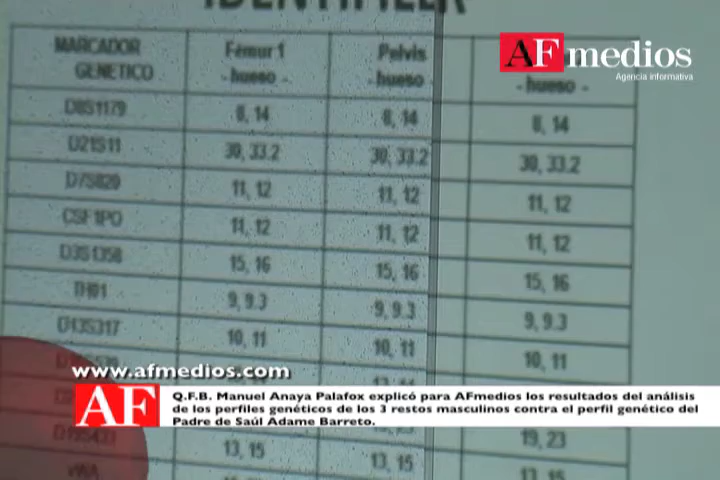 IDENTIFILER
AFmedios
Agencia informativa
MARCADOR GENETICO Fémur 1 - hueso - Pelvis - hueso - - hueso -
D8S1179 8, 14 8, 14 8, 14
D21S11 30, 33.2 30, 33.2 30, 33.2
D7S820 11, 12 11, 12 11, 12
CSF1PO 11, 12 11, 12 11, 12
D3S1358 15, 16 15, 16 15, 16
TH01 9, 9.3 9, 9.3 9, 9.3
D13S317 10, 11 10, 11 10, 11
19, 23
13, 15 13, 15 13, 15
www.afmedios.com
AF
Q.F.B. Manuel Anaya Palafox explicó para AFmedios los resultados del análisis
de los perfiles genéticos de los 3 restos masculinos contra el perfil genético del
Padre de Saúl Adame Barreto.